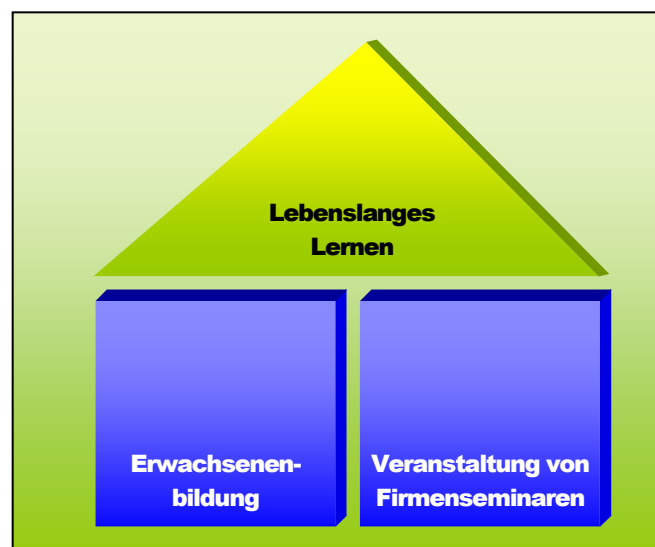 Lebenslanges
Lernen
Erwachsenen-
bildung
Veranstaltung von
Firmenseminaren